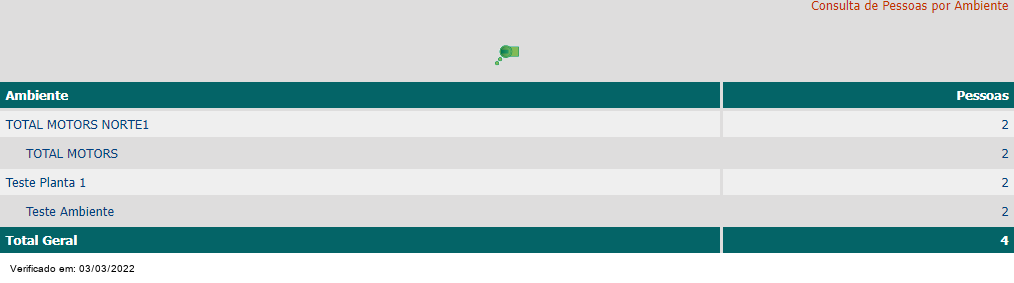 Consulta de Pessoas por Ambiente
Ambiente Pessoas
TOTAL MOTORS NORTE1 2
TOTAL MOTORS 2
Teste Planta 1 2
Teste Ambiente 2
Total Geral 4
Verificado em: 03/03/2022